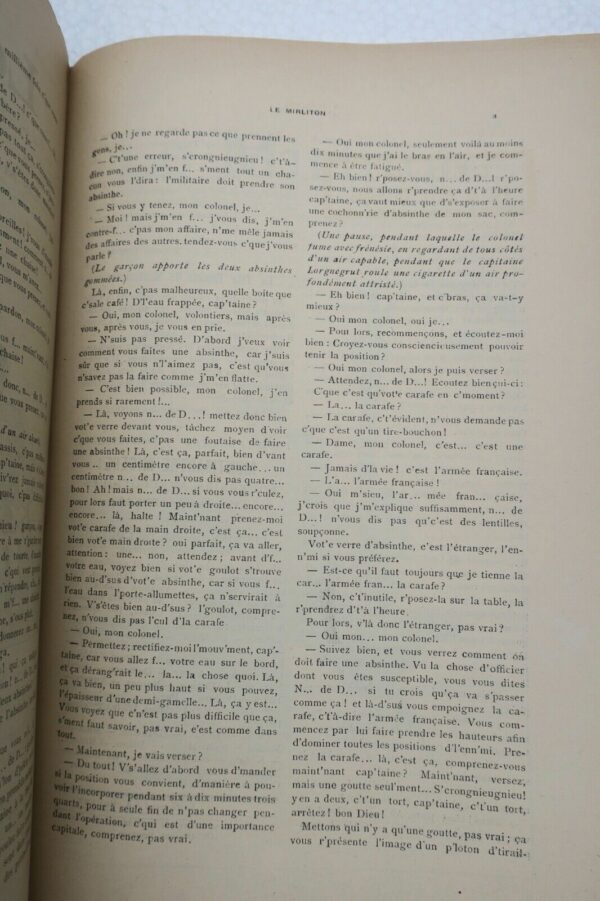 LE MIRLITON
3
— Oh ! je ne regarde pas ce que prennent les
gens, je...
— C't'une erreur, s'crongnieugnieu ! c't'à-
dire non, enfin j'm'en f... s'ment tout un cha-
cun vous l'dira : l'militaire doit prendre son
absinthe.
— Si vous y tenez, mon colonel, je...
— Moi ! mais j'm'en f... j'vous dis, j'm'en
contre-f... c'pas mon affaire, n'me mêle jamais
des affaires des autres. tendez-vous c'que j'vous
parle ?
(Le garçon apporte les deux absinthes
gommées.)
Là, enfin, c'pas malheureux, quelle boîte que
c'sale café ! D'l'eau frappée, cap'taine ?
— Oui, mon colonel, volontiers, mais après
vous, après vous, je vous en prie.
— N'suis pas pressé. D'abord j'veux voir
comment vous faites une absinthe, car j'suis
sûr que si vous n'l'aimez pas, c'est qu'vous
n'savez pas la faire comme j'm'en flatte.
— C'est bien possible, mon colonel, j'en
prends si rarement !...
— Là, voyons n... de D...! mettez donc bien
vot'e verre devant vous, tâchez moyen d'voir
c'que vous faites, c'pas une foutaise de faire
une absinthe ! Là, c'est ça, parfait, bien d'vant
vous .. un centimètre encore à gauche... un
centimètre n... de D... n'vous dis pas quatre...
bon ! Ah ! mais n... de D... si vous vous r'culez,
pour lors faut porter un peu à droite... encore...
encore... là, halte ! Maint'nant prenez-moi
vot'e carafe de la main droite, c'est ça... c'est
bien vot'e main droite ? oui parfait, ça va aller,
attention : une... non, attendez ; avant d'f...
votre eau, voyez bien si vot'e goulot s'trouve
bien au-d'sus d'vot'e absinthe, car si vous f...
l'eau dans l'porte-allumettes, ça n'servirait à
rien. V's'êtes bien au-d'sus ? l'goulot, compre-
nez, j'vous dis pas l'cul d'la carafe
— Oui, mon colonel.
— Permettez ; rectifiez-moi l'mouv'ment, cap'-
taine, car vous allez f... votre eau sur le bord,
et ça dérang'rait le... la... la chose quoi. Là,
ça va bien, un peu plus haut si vous pouvez,
l'épaisseur d'une demi-gamelle... Là, ça y est...
Vous voyez que c'n'est pas plus difficile que ça,
s'ment faut savoir, pas vrai, c'est comme dans
tout.
— Maintenant, je vais verser ?
— Du tout ! V's'allez d'abord vous d'mander
si la position vous convient, d'manière à pou-
voir l'incorporer pendant six à dix minutes trois
quarts, pour à seule fin de n'pas changer pen-
dant l'opération, c'qui est d'une importance
capitale, comprenez, pas vrai.
— Oui mon colonel, seulement voilà au moins
dix minutes que j'ai le bras en l'air, et je com-
mence à être fatigué.
— Eh bien ! r'posez-vous, n... de D...! r'po-
sez-vous, nous allons r'prendre ça d't'à l'heure
cap'taine, ça vaut mieux que d's'exposer à faire
une cochonn'rie d'absinthe de mon sac, com-
prenez ?
(Une pause, pendant laquelle le colonel
fume avec frénésie, en regardant de tous côtés
d'un air capable, pendant que le capitaine
Lorgnegrut roule une cigarette d'un air pro-
fondément attristé.)
— Eh bien ! cap'taine, et c'bras, ça va-t-y
mieux ?
— Oui mon colonel, oui je...
— Pour lors, recommençons, et écoutez-moi
bien : Croyez-vous consciencieusement pouvoir
tenir la position ?
— Oui mon colonel, alors je puis verser ?
— Attendez, n... de D...! Ecoutez bien çui-ci :
C'que c'est qu'vot'e carafe en c'moment ?
— La... la carafe ?
— La carafe, c't'évident, n'vous demande pas
c'que c'est qu'un tire-bouchon !
— Dame, mon colonel, c'est... c'est une
carafe.
— Jamais d'la vie ! c'est l'armée française.
— L'a... l'armée française !
— Oui m'sieu, l'ar... mée fran... çaise,
j'crois que j'm'explique suffisamment, n... de
D...! n'vous dis pas qu'c'est des lentilles,
soupçonne.
Vot'e verre d'absinthe, c'est l'étranger, l'en-
n'mi si vous préférez.
— Est-ce qu'il faut toujours que je tienne la
car... l'armée fran... la carafe ?
— Non, c't'inutile, r'posez-la sur la table, la
r'prendrez d't'à l'heure.
Pour lors, v'là donc l'étranger, pas vrai ?
— Oui mon... mon colonel.
— Suivez bien, et vous verrez comment on
doit faire une absinthe. Vu la chose d'officier
dont vous êtes susceptible, vous vous dites
N... de D... si tu crois qu'ça va s'passer
comme ça ! et là-d'sus vous empoignez la ca-
rafe, c't'à-dire l'armée française. Vous com-
mencez par lui faire prendre les hauteurs afin
d'dominer toutes les positions d'l'enn'mi. Pre-
nez la carafe... là, c'est ça, comprenez-vous
maint'nant cap'taine ? Maint'nant, versez,
mais une goutte seul'ment... S'crongnieugnieu !
y en a deux, c't'un tort, cap'taine, c't'un tort,
arrêtez ! bon Dieu !
Mettons qu'i n'y a qu'une goutte, pas vrai ; ça
vous r'présente l'image d'un p'loton d'tirail-